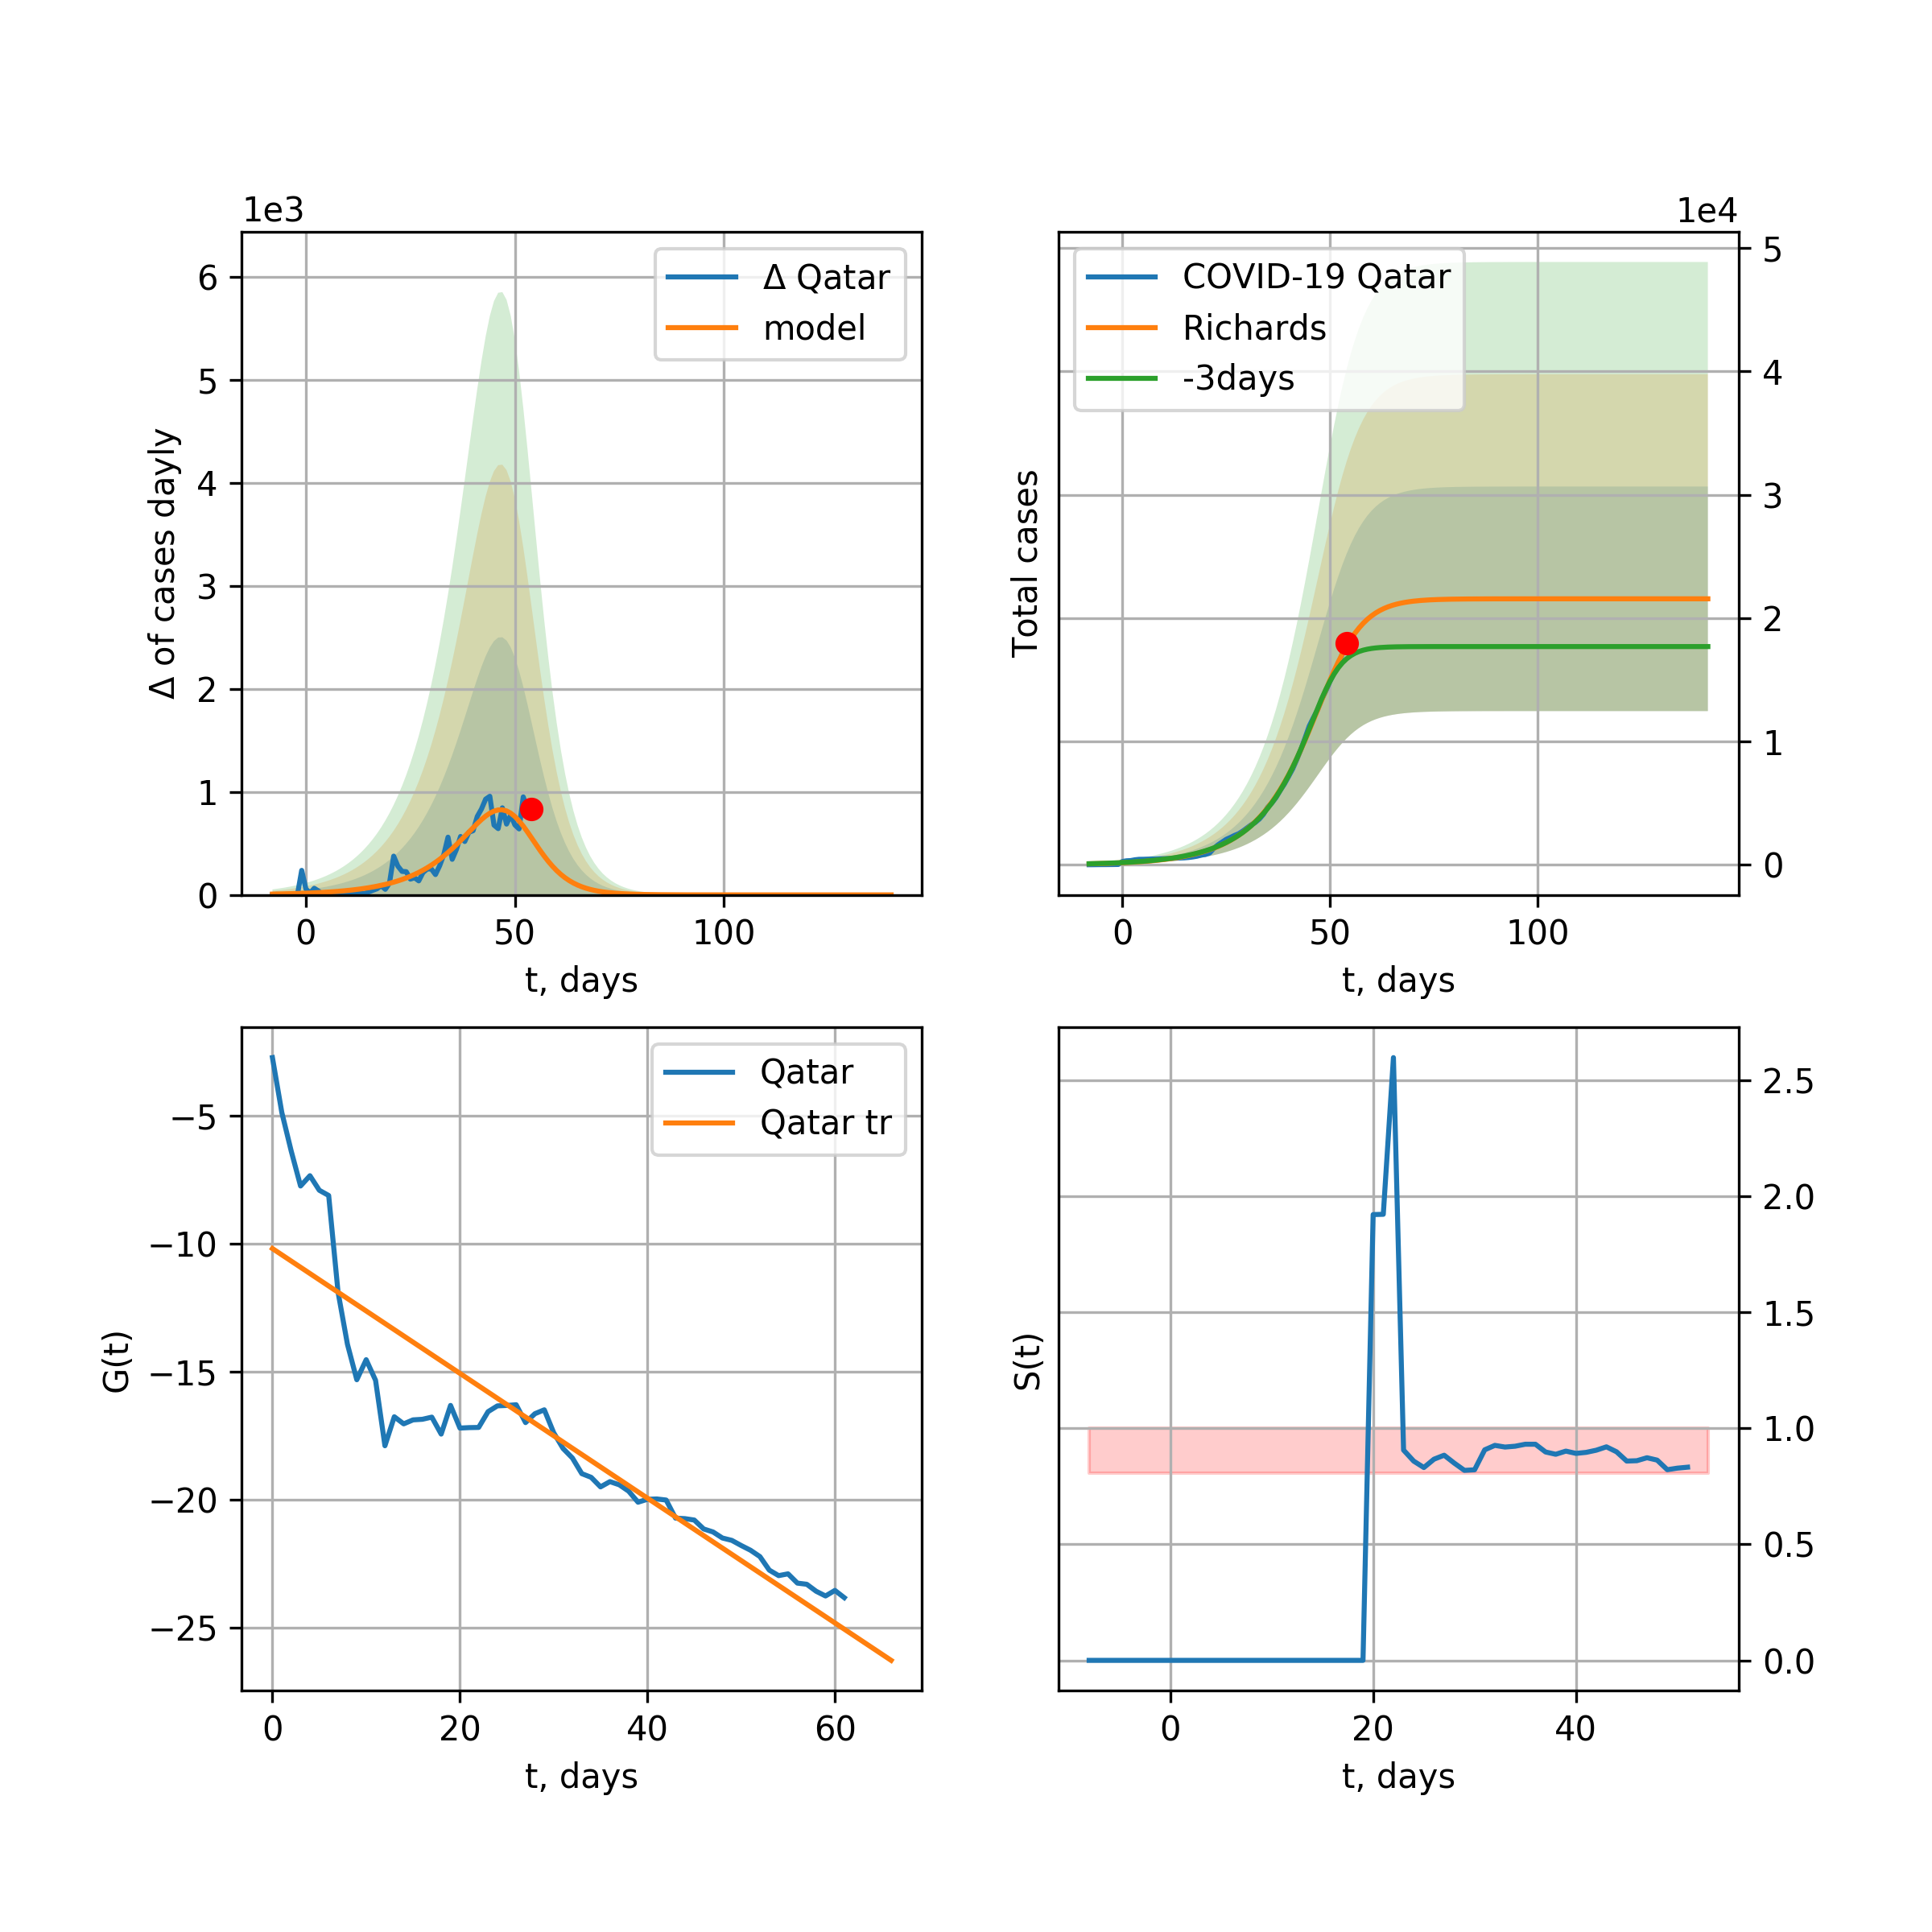 1e3
6
5
4
3
2
1
0
0
50
100
t, days
Δ of cases dayly
Δ Qatar
model
1e4
5
4
3
2
1
0
0
50
100
t, days
Total cases
COVID-19 Qatar
Richards
-3days
−5
−10
−15
−20
−25
0
20
40
60
t, days
G(t)
Qatar
Qatar tr
2.5
2.0
1.5
1.0
0.5
0.0
0
20
40
t, days
S(t)